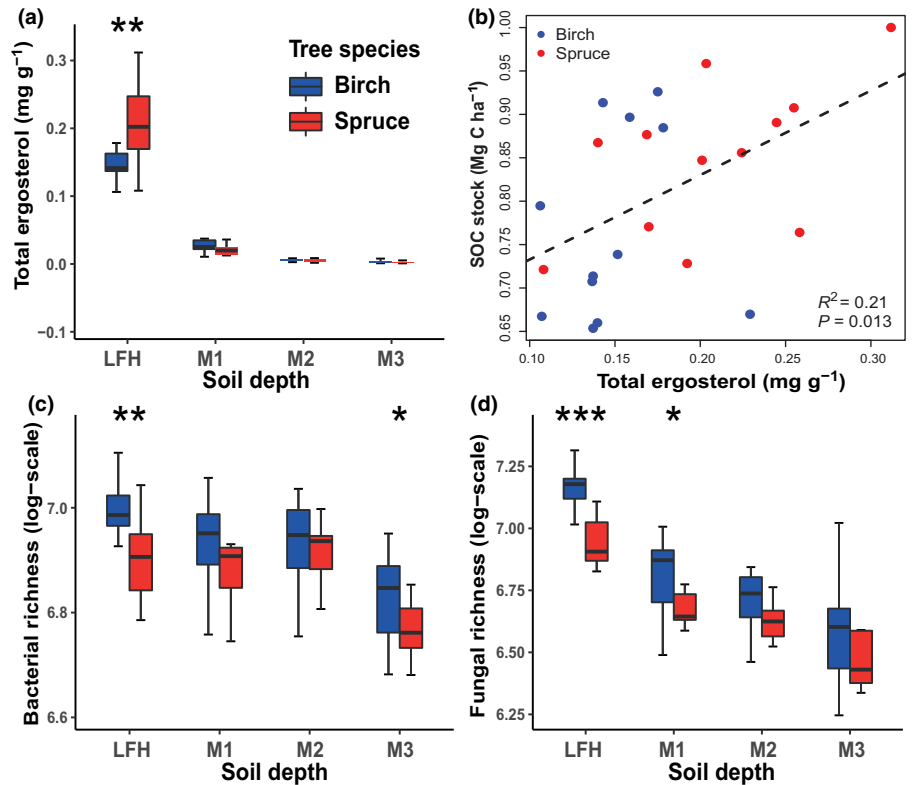 (a)
**
Total ergosterol (mg g⁻¹)
0.3
0.2
0.1
0.0
−0.1
Tree species
Birch
Spruce
LFH M1 M2 M3
Soil depth
(b)
Birch
Spruce
SOC stock (Mg C ha⁻¹)
1.00
0.95
0.90
0.85
0.80
0.75
0.70
0.65
R² = 0.21
P = 0.013
0.10 0.15 0.20 0.25 0.30
Total ergosterol (mg g⁻¹)
(c)
** *
Bacterial richness (log−scale)
7.0
6.8
6.6
LFH M1 M2 M3
Soil depth
(d)
*** *
Fungal richness (log−scale)
7.25
7.00
6.75
6.50
6.25
LFH M1 M2 M3
Soil depth